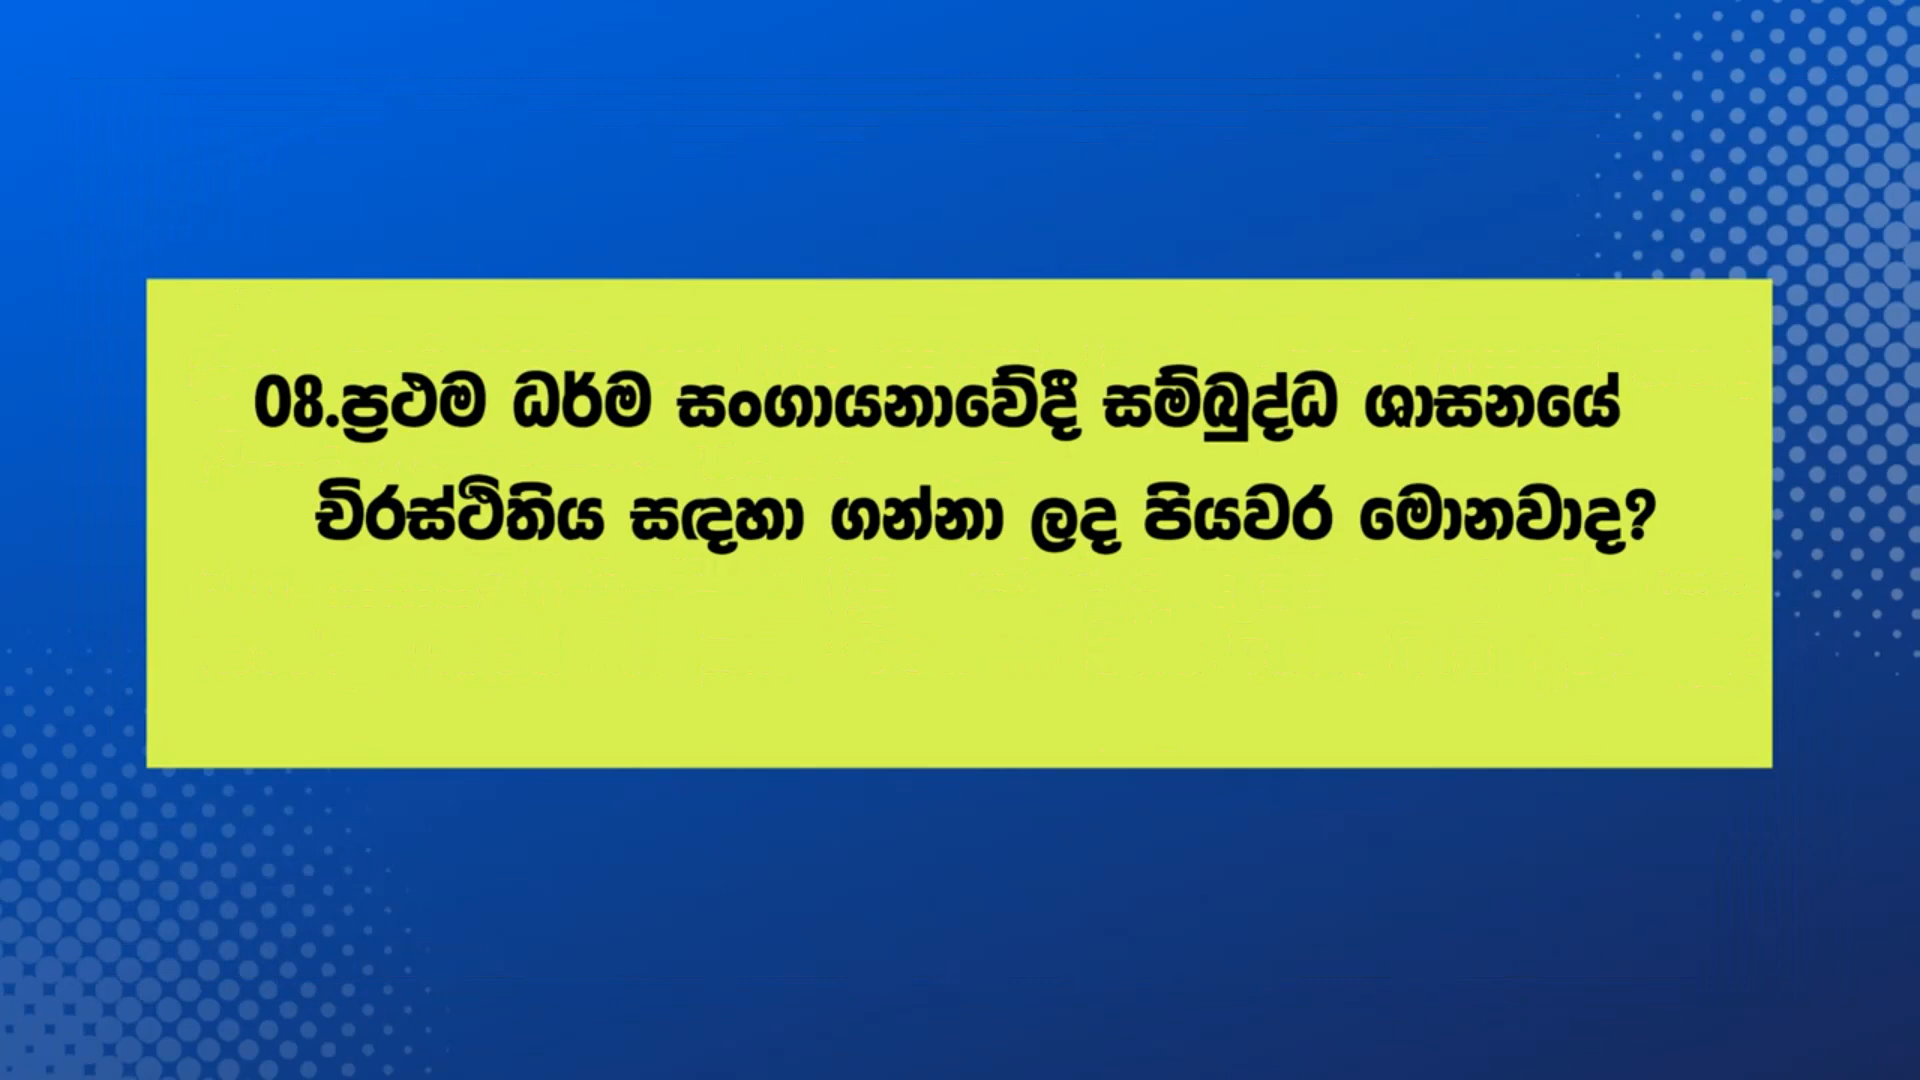 08.ප්‍රථම ධර්ම සංගායනාවේදී සම්බුද්ධ ශාසනයේ
චිරස්ථිතිය සඳහා ගන්නා ලද පියවර මොනවාද?